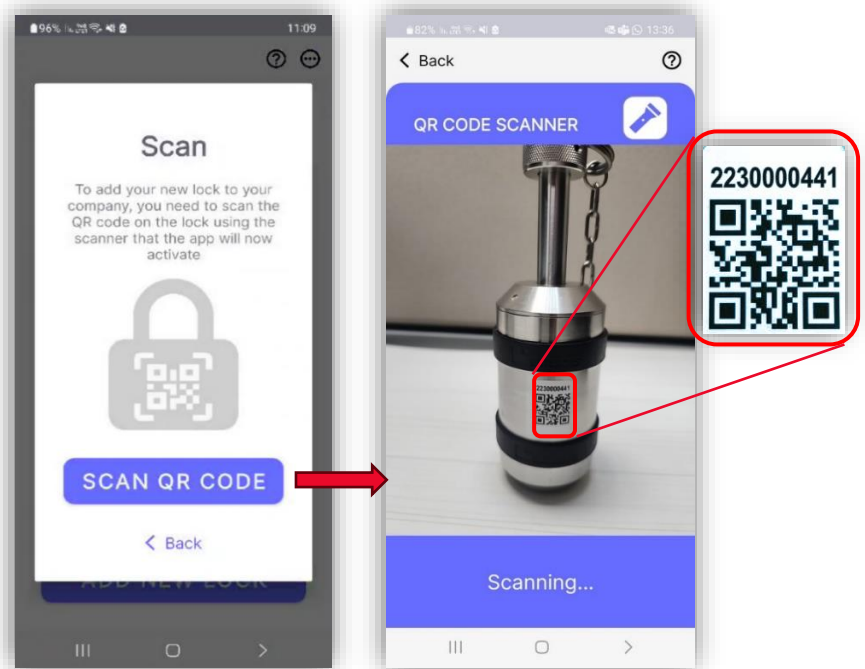 96%
11:09
Scan
To add your new lock to your
company, you need to scan the
QR code on the lock using the
scanner that the app will now
activate
SCAN QR CODE
< Back
ADD NEW LOCK
82%
13:36
< Back
QR CODE SCANNER
2230000441
Scanning...
2230000441